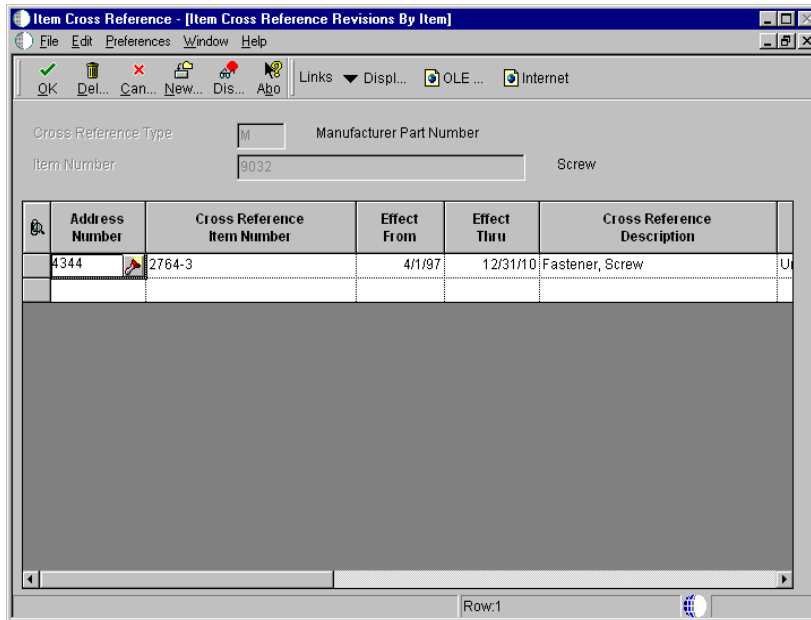 Item Cross Reference - [Item Cross Reference Revisions By Item]
File Edit Preferences Window Help
OK Del... Can... New... Dis... Abo Links Displ... OLE ... Internet
Cross Reference Type M Manufacturer Part Number
Item Number 9032 Screw
Address Number Cross Reference Item Number Effect From Effect Thru Cross Reference Description
4344 2764-3 4/1/97 12/31/10 Fastener, Screw
Row:1